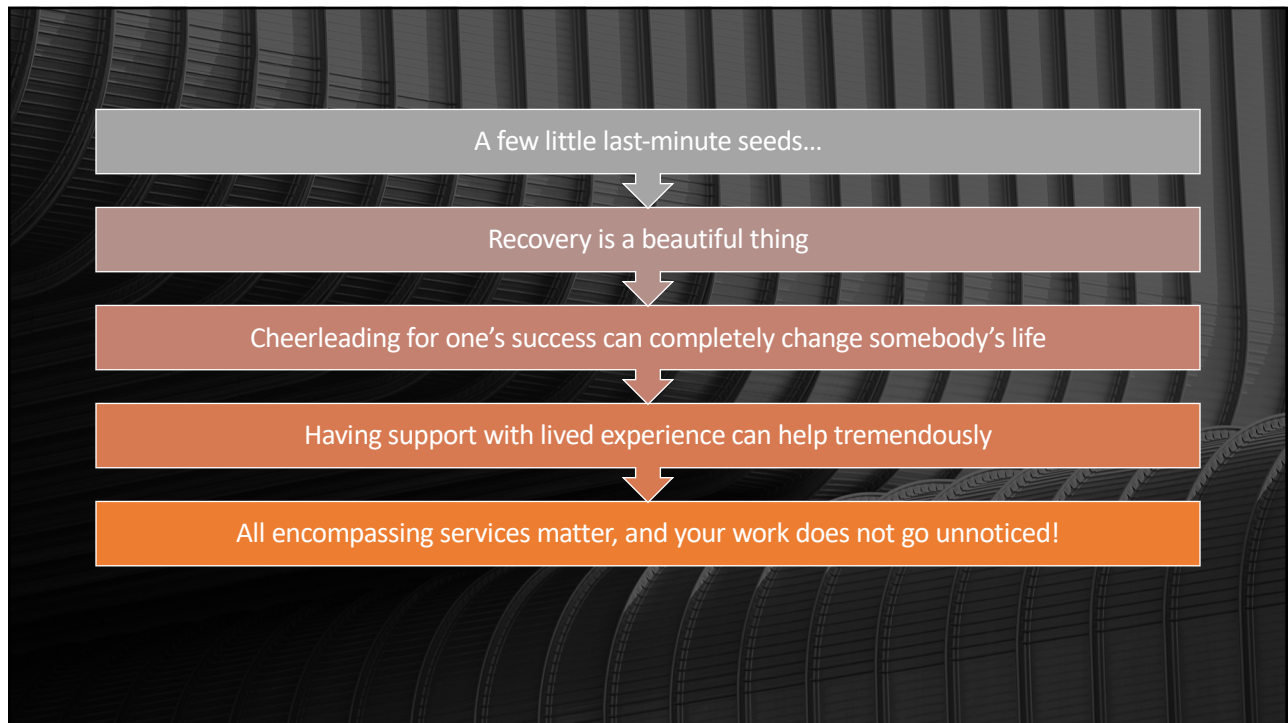 A few little last-minute seeds...
Recovery is a beautiful thing
Cheerleading for one’s success can completely change somebody’s life
Having support with lived experience can help tremendously
All encompassing services matter, and your work does not go unnoticed!